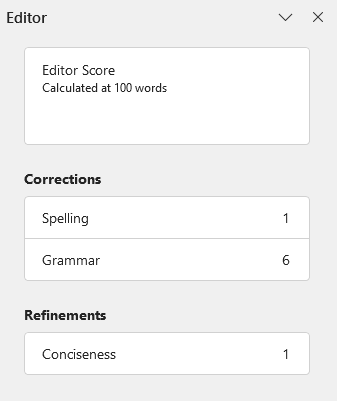 Editor
Editor Score
Calculated at 100 words
Corrections
Spelling 1
Grammar 6
Refinements
Conciseness 1